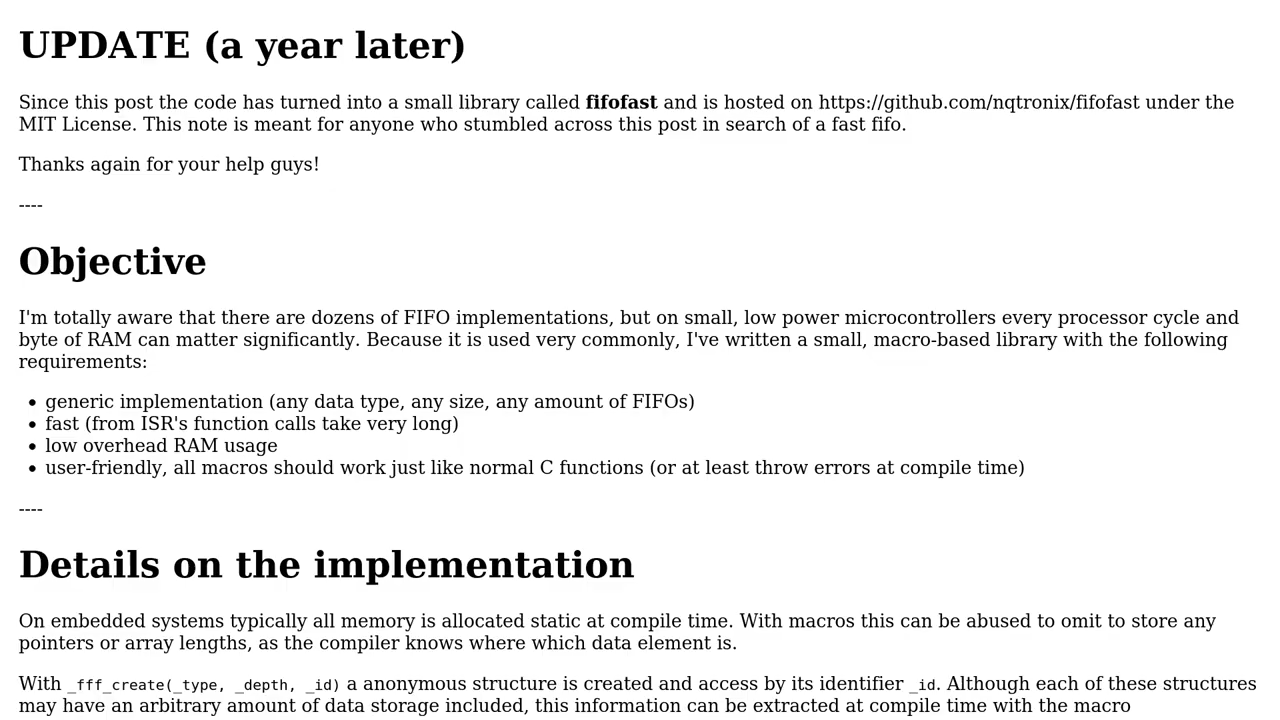 UPDATE (a year later)
Since this post the code has turned into a small library called fifofast and is hosted on https://github.com/nqtronix/fifofast under the
MIT License. This note is meant for anyone who stumbled across this post in search of a fast fifo.
Thanks again for your help guys!
----
Objective
I'm totally aware that there are dozens of FIFO implementations, but on small, low power microcontrollers every processor cycle and
byte of RAM can matter significantly. Because it is used very commonly, I've written a small, macro-based library with the following
requirements:
• generic implementation (any data type, any size, any amount of FIFOs)
• fast (from ISR's function calls take very long)
• low overhead RAM usage
• user-friendly, all macros should work just like normal C functions (or at least throw errors at compile time)
----
Details on the implementation
On embedded systems typically all memory is allocated static at compile time. With macros this can be abused to omit to store any
pointers or array lengths, as the compiler knows where which data element is.
With _fff_create(_type, _depth, _id) a anonymous structure is created and access by its identifier _id. Although each of these structures
may have an arbitrary amount of data storage included, this information can be extracted at compile time with the macro